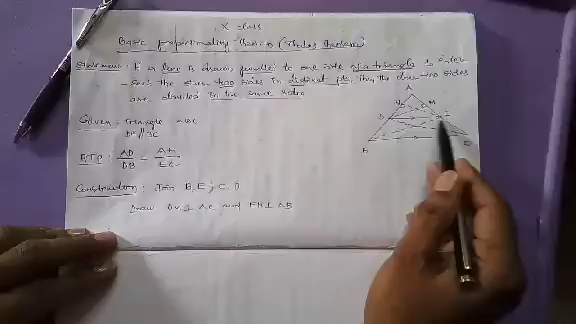 X class
Basic proportionality Theorem (Thales theorem)
Statement: If a line is drawn parallel to one side of a triangle to inter
- sect the other two sides in distinct pts, then the other two sides
are divided in the same ratio
Given: Triangle ABC
DE // BC
RTP: AD/DB = AE/EC
Construction: Join B, E; C, D
Draw DM ⊥ AC and EN ⊥ AB
A
N M
D E
B C